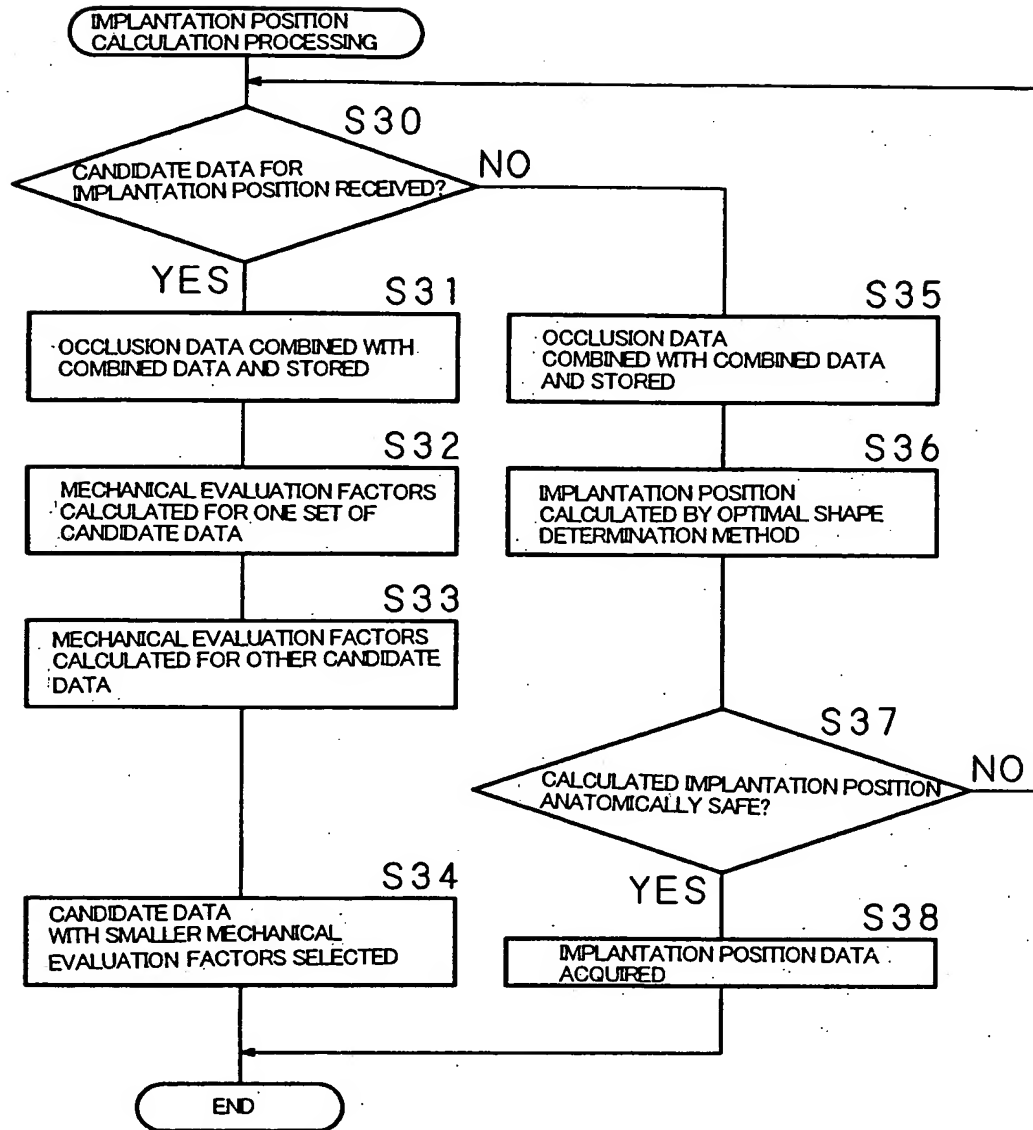 IMPLANTATION POSITION
CALCULATION PROCESSING
S30
CANDIDATE DATA FOR
IMPLANTATION POSITION RECEIVED?
NO
YES
S31
OCCLUSION DATA COMBINED WITH
COMBINED DATA AND STORED
S32
MECHANICAL EVALUATION FACTORS
CALCULATED FOR ONE SET OF
CANDIDATE DATA
S33
MECHANICAL EVALUATION FACTORS
CALCULATED FOR OTHER CANDIDATE
DATA
S34
CANDIDATE DATA
WITH SMALLER MECHANICAL
EVALUATION FACTORS SELECTED
S35
OCCLUSION DATA
COMBINED WITH COMBINED DATA
AND STORED
S36
IMPLANTATION POSITION
CALCULATED BY OPTIMAL SHAPE
DETERMINATION METHOD
S37
CALCULATED IMPLANTATION POSITION
ANATOMICALLY SAFE?
NO
YES
S38
IMPLANTATION POSITION DATA
ACQUIRED
END